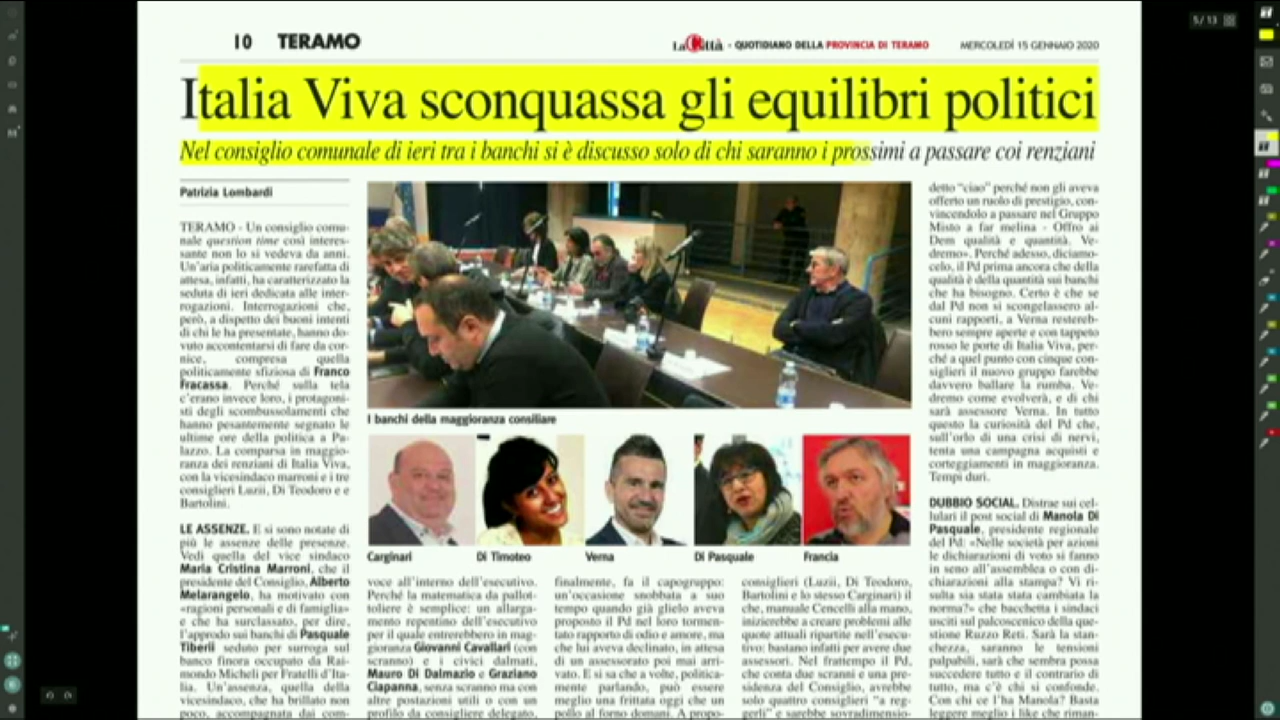 5/13
10 TERAMO
La Città - QUOTIDIANO DELLA PROVINCIA DI TERAMO
MERCOLEDÌ 15 GENNAIO 2020
Italia Viva sconquassa gli equilibri politici
Nel consiglio comunale di ieri tra i banchi si è discusso solo di chi saranno i prossimi a passare coi renziani
Patrizia Lombardi
TERAMO - Un consiglio comu-
nale question time così interes-
sante non lo si vedeva da anni.
Un'aria politicamente rarefatta di
attesa, infatti, ha caratterizzato la
seduta di ieri dedicata alle inter-
rogazioni. Interrogazioni che,
però, a dispetto dei buoni intenti
di chi le ha presentate, hanno do-
vuto accontentarsi di fare da cor-
nice, compresa quella
politicamente sfiziosa di Franco
Fracassa. Perché sulla tela
c'erano invece loro, i protagoni-
sti degli scombussolamenti che
hanno pesantemente segnato le
ultime ore della politica a Pa-
lazzo. La comparsa in maggio-
ranza dei renziani di Italia Viva,
con la vicesindaco marroni e i tre
consiglieri Luzii, Di Teodoro e e
Bartolini.
LE ASSENZE. E si sono notate di
più le assenze delle presenze.
Vedi quella del vice sindaco
Maria Cristina Marroni, che il
presidente del Consiglio, Alberto
Melarangelo, ha motivato con
«ragioni personali e di famiglia»
e che ha surclassato, per dire,
l'approdo sui banchi di Pasquale
Tiberii seduto per surroga sul
banco finora occupato da Rai-
mondo Micheli per Fratelli d'Ita-
lia. Un'assenza, quella della
vicesindaco, che ha brillato non
poco, accompagnata dai com-
I banchi della maggioranza consiliare
Carginari
Di Timoteo
Verna
Di Pasquale
Francia
voce all'interno dell'esecutivo.
Perché la matematica da pallot-
toliere è semplice: un allarga-
mento repentino dell'esecutivo
per il quale entrerebbero in mag-
gioranza Giovanni Cavallari (con
scranno) e i civici dalmati,
Mauro Di Dalmazio e Graziano
Ciapanna, senza scranno ma con
altre postazioni utili o con un
profilo da consigliere delegato,
finalmente, fa il capogruppo:
un'occasione snobbata a suo
tempo quando già glielo aveva
proposto il Pd nel loro tormen-
tato rapporto di odio e amore, ma
che lui aveva declinato, in attesa
di un assessorato poi mai arri-
vato. E si sa che a volte, politica-
mente parlando, può essere
meglio una frittata oggi che un
pollo al forno domani. A propo-
consiglieri (Luzii, Di Teodoro,
Bartolini e lo stesso Carginari) il
che, manuale Cencelli alla mano,
inizierebbe a creare problemi alle
quote attuali ripartite nell'esecu-
tivo: bastano infatti per avere due
assessori. Nel frattempo il Pd,
che conta due scranni e una pre-
sidenza del Consiglio, avrebbe
solo quattro consiglieri "a reg-
gerli" e sarebbe sovradimensio-
detto "ciao" perché non gli aveva
offerto un ruolo di prestigio, con-
vincendolo a passare nel Gruppo
Misto a far melina - Offro ai
Dem qualità e quantità. Ve-
dremo». Perché adesso, diciamo-
celo, il Pd prima ancora che della
qualità è della quantità sui banchi
che ha bisogno. Certo è che se
dal Pd non si scongelassero al-
cuni rapporti, a Verna resterеb-
bero sempre aperte e con tappeto
rosso le porte di Italia Viva, per-
ché a quel punto con cinque con-
siglieri il nuovo gruppo farebbe
davvero ballare la rumba. Ve-
dremo come evolverà, e di chi
sarà assessore Verna. In tutto
questo la curiosità del Pd che,
sull'orlo di una crisi di nervi,
tenta una campagna acquisti e
corteggiamenti in maggioranza.
Tempi duri.
DUBBIO SOCIAL. Distrae sui cel-
lulari il post social di Manola Di
Pasquale, presidente regionale
del Pd: «Nelle società per azioni
le dichiarazioni di voto si fanno
in seno all'assemblea o con di-
chiarazioni alla stampa? Vi ri-
sulta sia stata cambiata la
norma?» che bacchetta i sindaci
usciti sul palcoscenico della que-
stione Ruzzo Reti. Sarà la stan-
chezza, saranno le tensioni
palpabili, sarà che sembra possa
succedere tutto e il contrario di
tutto, ma c'è chi si confonde.
Con chi ce l'ha Manola? Basta
leggere meglio i like che riman-